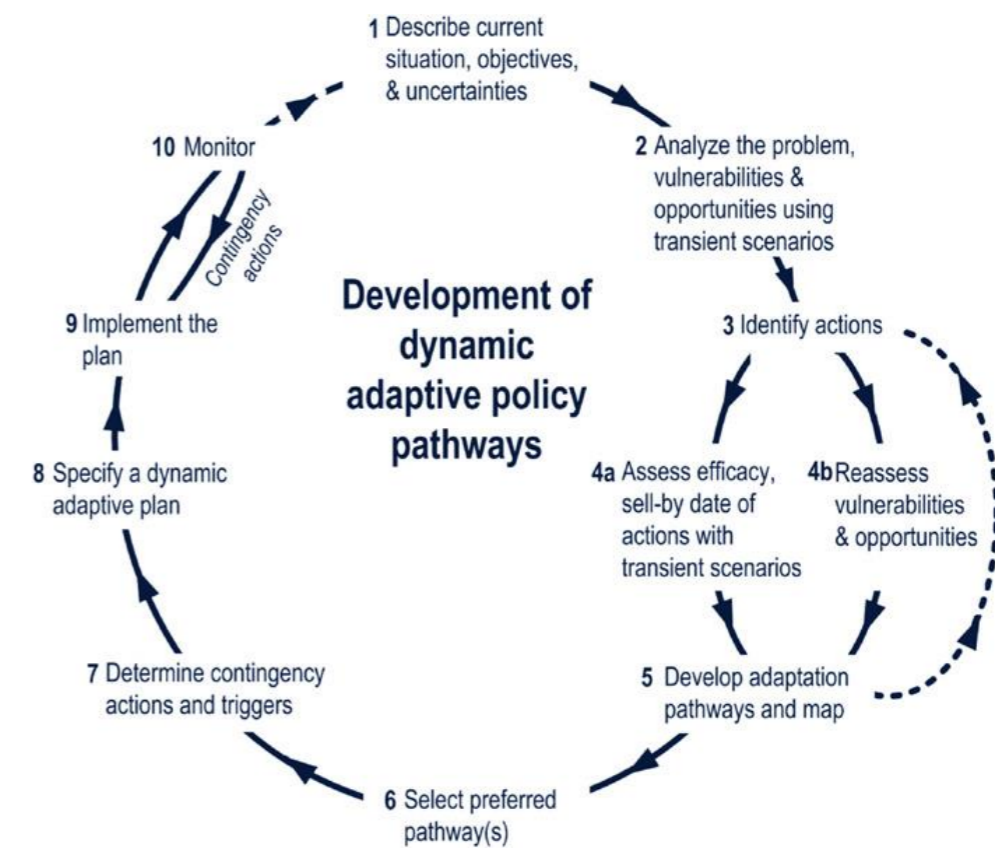 1 Describe current
situation, objectives,
& uncertainties
2 Analyze the problem,
vulnerabilities &
opportunities using
transient scenarios
3 Identify actions
4a Assess efficacy,
sell-by date of
actions with
transient scenarios
4b Reassess
vulnerabilities
& opportunities
5 Develop adaptation
pathways and map
6 Select preferred
pathway(s)
7 Determine contingency
actions and triggers
8 Specify a dynamic
adaptive plan
9 Implement the
plan
10 Monitor
Contingency
actions
Development of
dynamic
adaptive policy
pathways